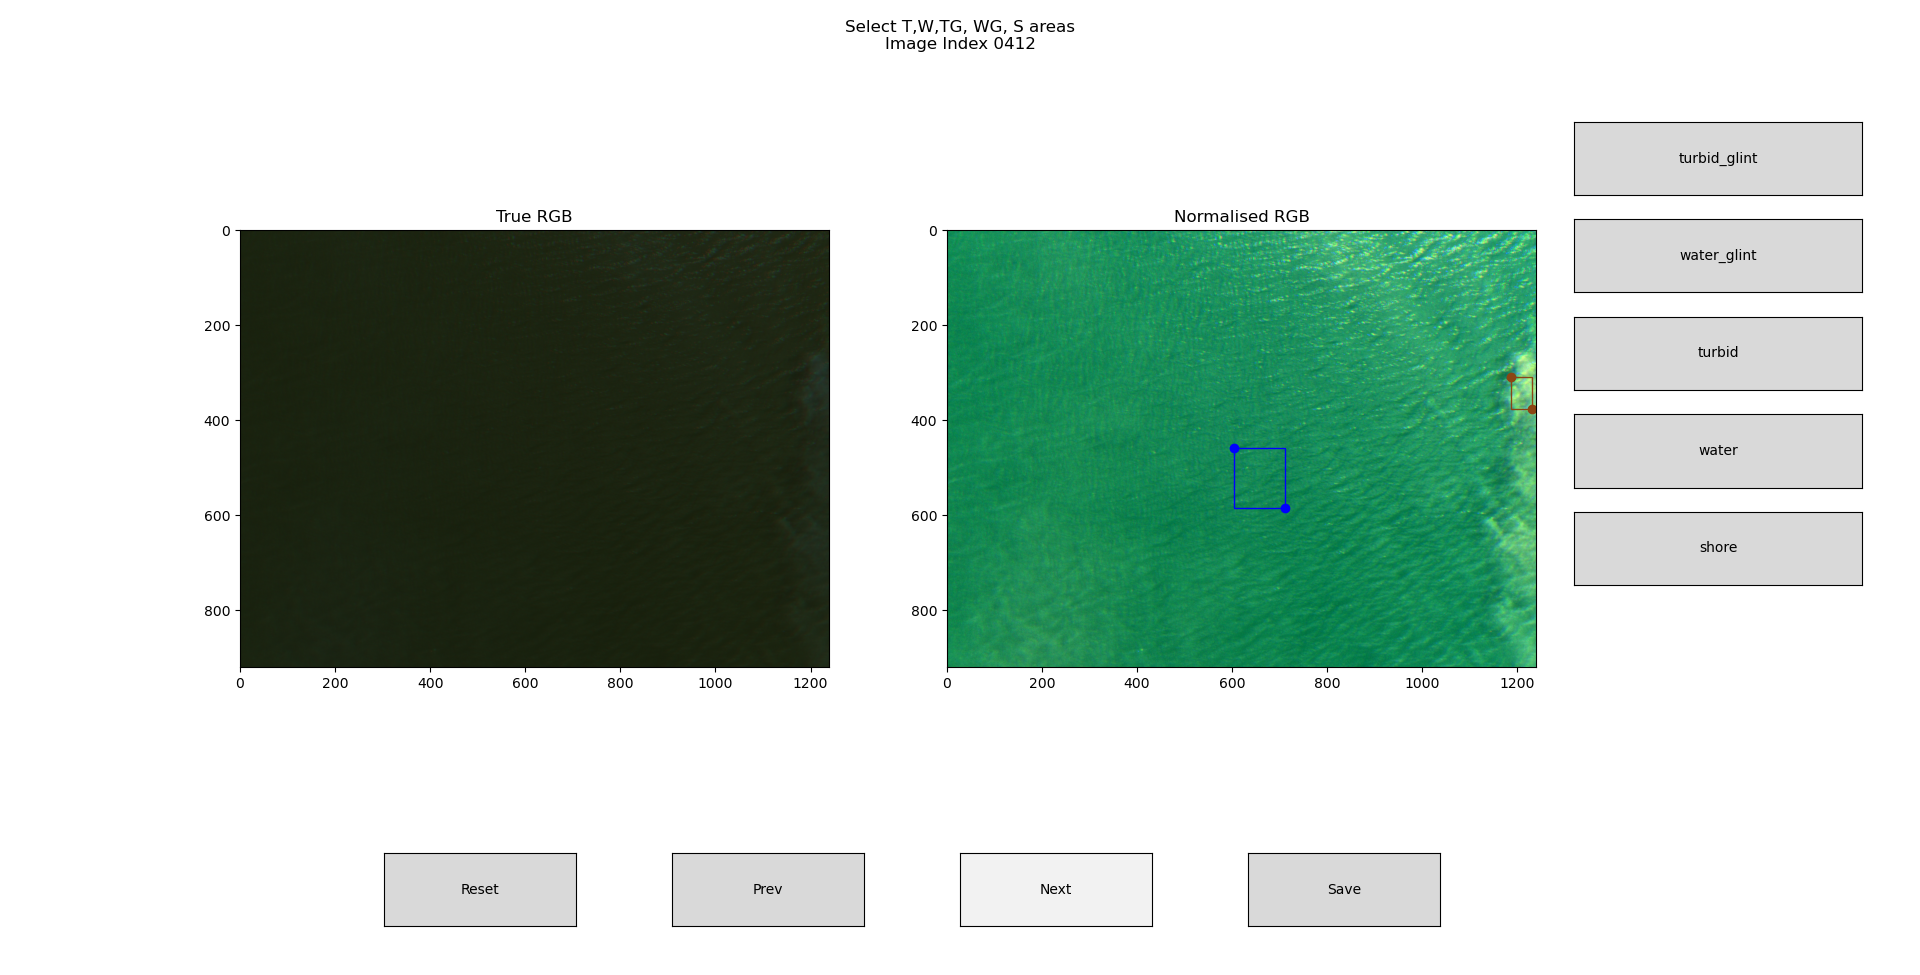 Select T,W,TG, WG, S areas
Image Index 0412
True RGB
0
200
400
600
800
0 200 400 600 800 1000 1200
Normalised RGB
0
200
400
600
800
0 200 400 600 800 1000 1200
turbid_glint
water_glint
turbid
water
shore
Reset Prev Next Save